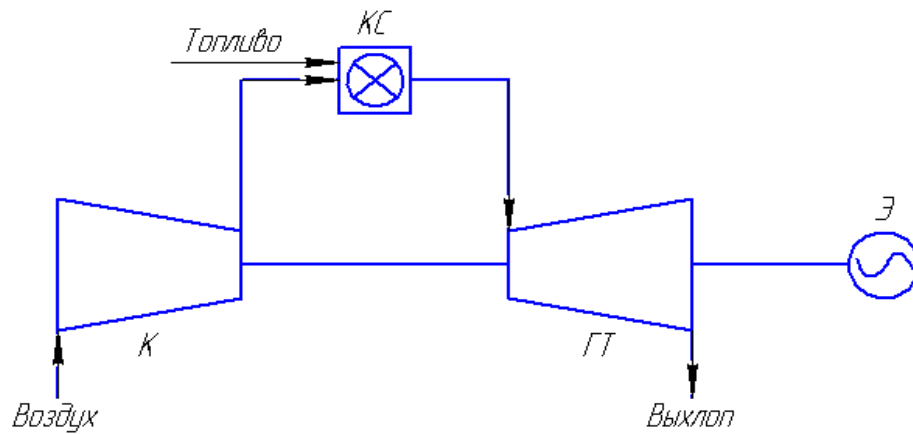 КС
Топливо
Э
К
ГТ
Воздух
Выхлоп